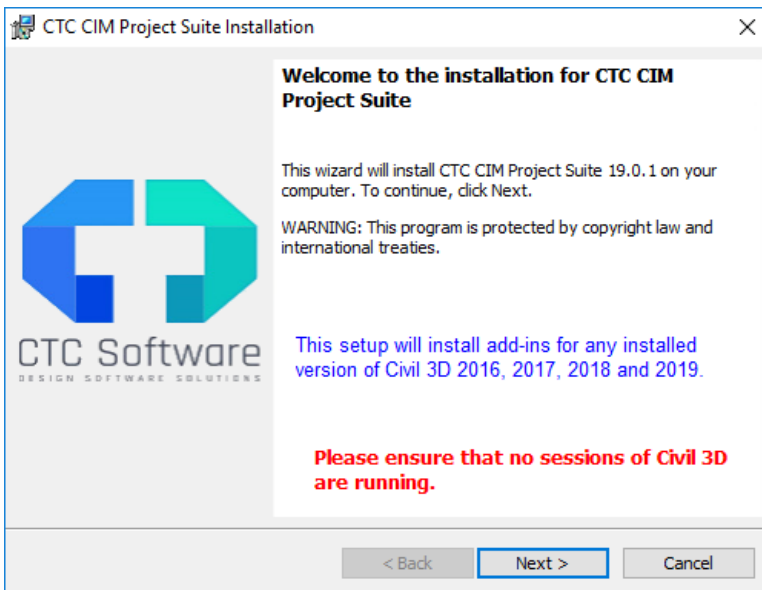 CTC CIM Project Suite Installation
Welcome to the installation for CTC CIM
Project Suite
This wizard will install CTC CIM Project Suite 19.0.1 on your
computer. To continue, click Next.
WARNING: This program is protected by copyright law and
international treaties.
CTC Software
DESIGN SOFTWARE SOLUTIONS
This setup will install add-ins for any installed
version of Civil 3D 2016, 2017, 2018 and 2019.
Please ensure that no sessions of Civil 3D
are running.
< Back
Next >
Cancel